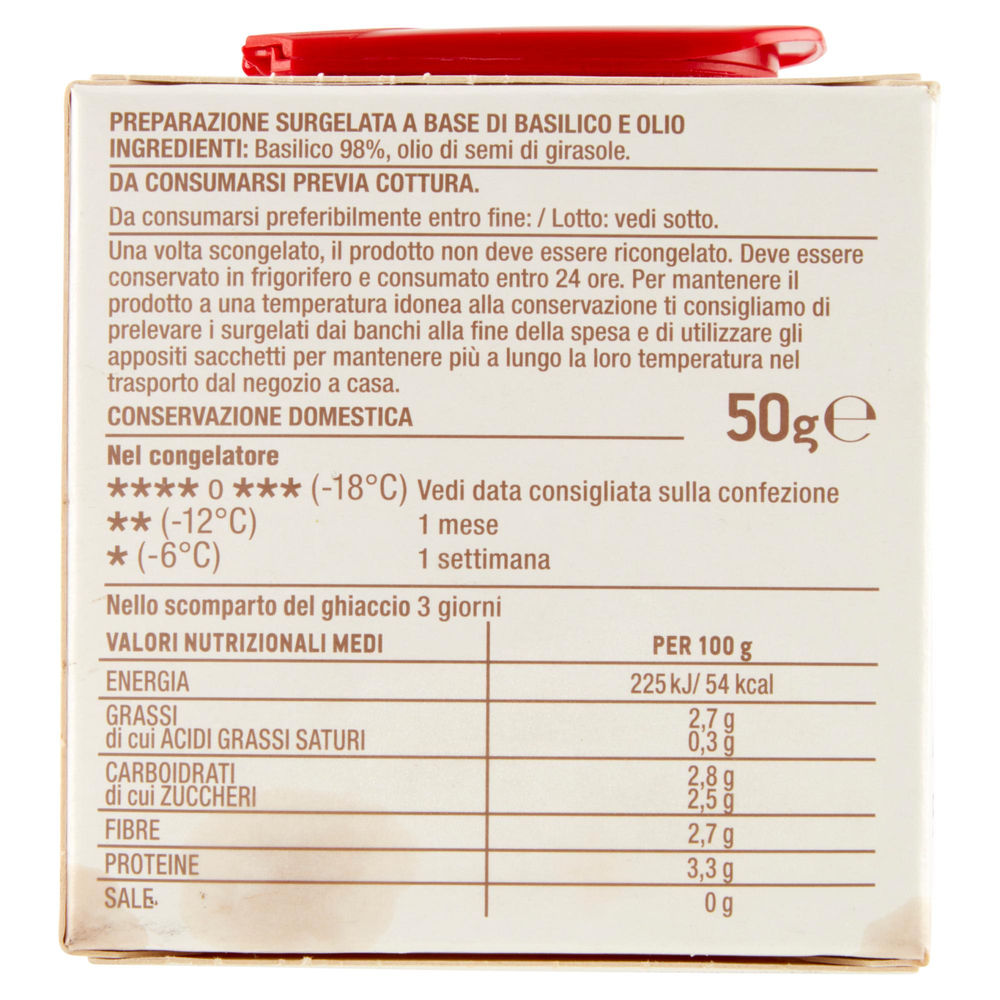 PREPARAZIONE SURGELATA A BASE DI BASILICO E OLIO
INGREDIENTI: Basilico 98%, olio di semi di girasole.
DA CONSUMARSI PREVIA COTTURA.
Da consumarsi preferibilmente entro fine: / Lotto: vedi sotto.
Una volta scongelato, il prodotto non deve essere ricongelato. Deve essere
conservato in frigorifero e consumato entro 24 ore. Per mantenere il
prodotto a una temperatura idonea alla conservazione ti consigliamo di
prelevare i surgelati dai banchi alla fine della spesa e di utilizzare gli
appositi sacchetti per mantenere più a lungo la loro temperatura nel
trasporto dal negozio a casa.
CONSERVAZIONE DOMESTICA
50g℮
Nel congelatore
**** o *** (-18°C) Vedi data consigliata sulla confezione
** (-12°C) 1 mese
* (-6°C) 1 settimana
Nello scomparto del ghiaccio 3 giorni
VALORI NUTRIZIONALI MEDI PER 100 g
ENERGIA 225 kJ/ 54 kcal
GRASSI 2,7 g
di cui ACIDI GRASSI SATURI 0,3 g
CARBOIDRATI 2,8 g
di cui ZUCCHERI 2,5 g
FIBRE 2,7 g
PROTEINE 3,3 g
SALE 0 g